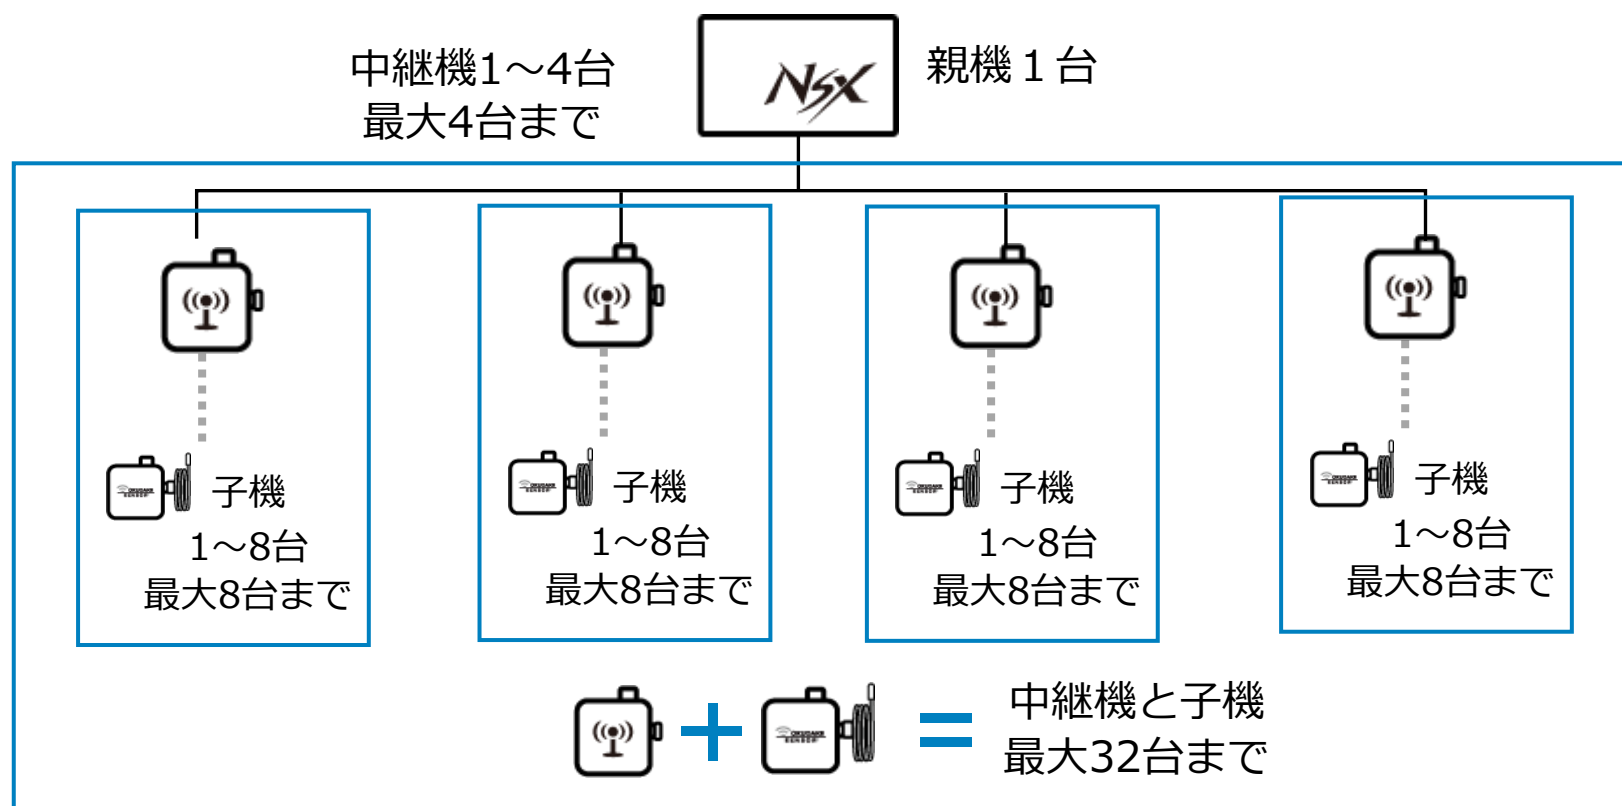 中継機1～4台
最大4台まで
NSX
親機１台
子機
1～8台
最大8台まで
子機
1～8台
最大8台まで
子機
1～8台
最大8台まで
子機
1～8台
最大8台まで
中継機と子機
最大32台まで